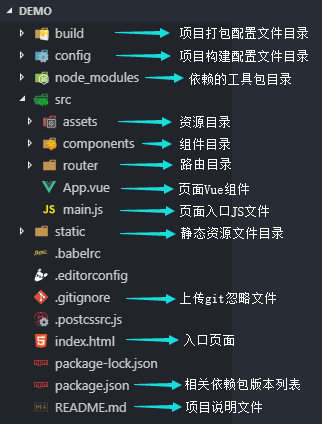 DEMO
build 项目打包配置文件目录
config 项目构建配置文件目录
node_modules 依赖的工具包目录
src
assets 资源目录
components 组件目录
router 路由目录
App.vue 页面Vue组件
JS main.js 页面入口JS文件
static 静态资源文件目录
.babelrc
.editorconfig
.gitignore 上传git忽略文件
.postcssrc.js
index.html 入口页面
package-lock.json
package.json 相关依赖包版本列表
README.md 项目说明文件